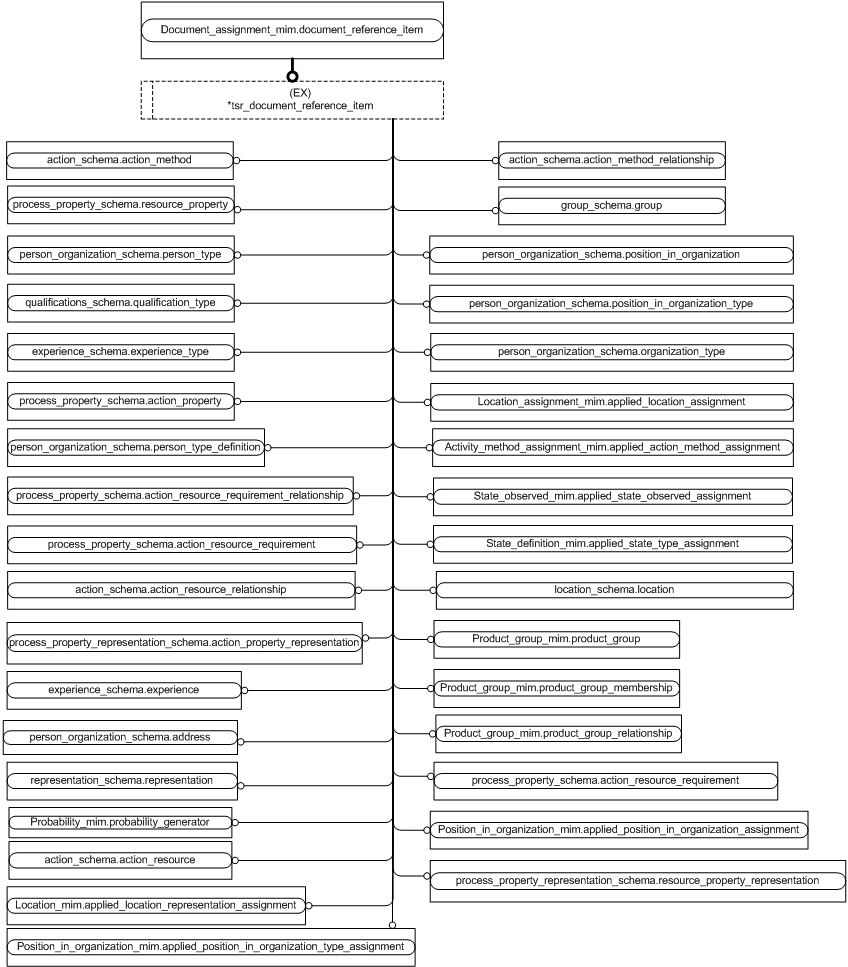 Document_assignment_mim.document_reference_item
(EX)
*tsr_document_reference_item
action_schema.action_method
action_schema.action_method_relationship
process_property_schema.resource_property
group_schema.group
person_organization_schema.person_type
person_organization_schema.position_in_organization
qualifications_schema.qualification_type
person_organization_schema.position_in_organization_type
experience_schema.experience_type
person_organization_schema.organization_type
process_property_schema.action_property
Location_assignment_mim.applied_location_assignment
person_organization_schema.person_type_definition
Activity_method_assignment_mim.applied_action_method_assignment
process_property_schema.action_resource_requirement_relationship
State_observed_mim.applied_state_observed_assignment
process_property_schema.action_resource_requirement
State_definition_mim.applied_state_type_assignment
action_schema.action_resource_relationship
location_schema.location
process_property_representation_schema.action_property_representation
Product_group_mim.product_group
experience_schema.experience
Product_group_mim.product_group_membership
person_organization_schema.address
Product_group_mim.product_group_relationship
representation_schema.representation
process_property_schema.action_resource_requirement
Probability_mim.probability_generator
Position_in_organization_mim.applied_position_in_organization_assignment
action_schema.action_resource
process_property_representation_schema.resource_property_representation
Location_mim.applied_location_representation_assignment
Position_in_organization_mim.applied_position_in_organization_type_assignment